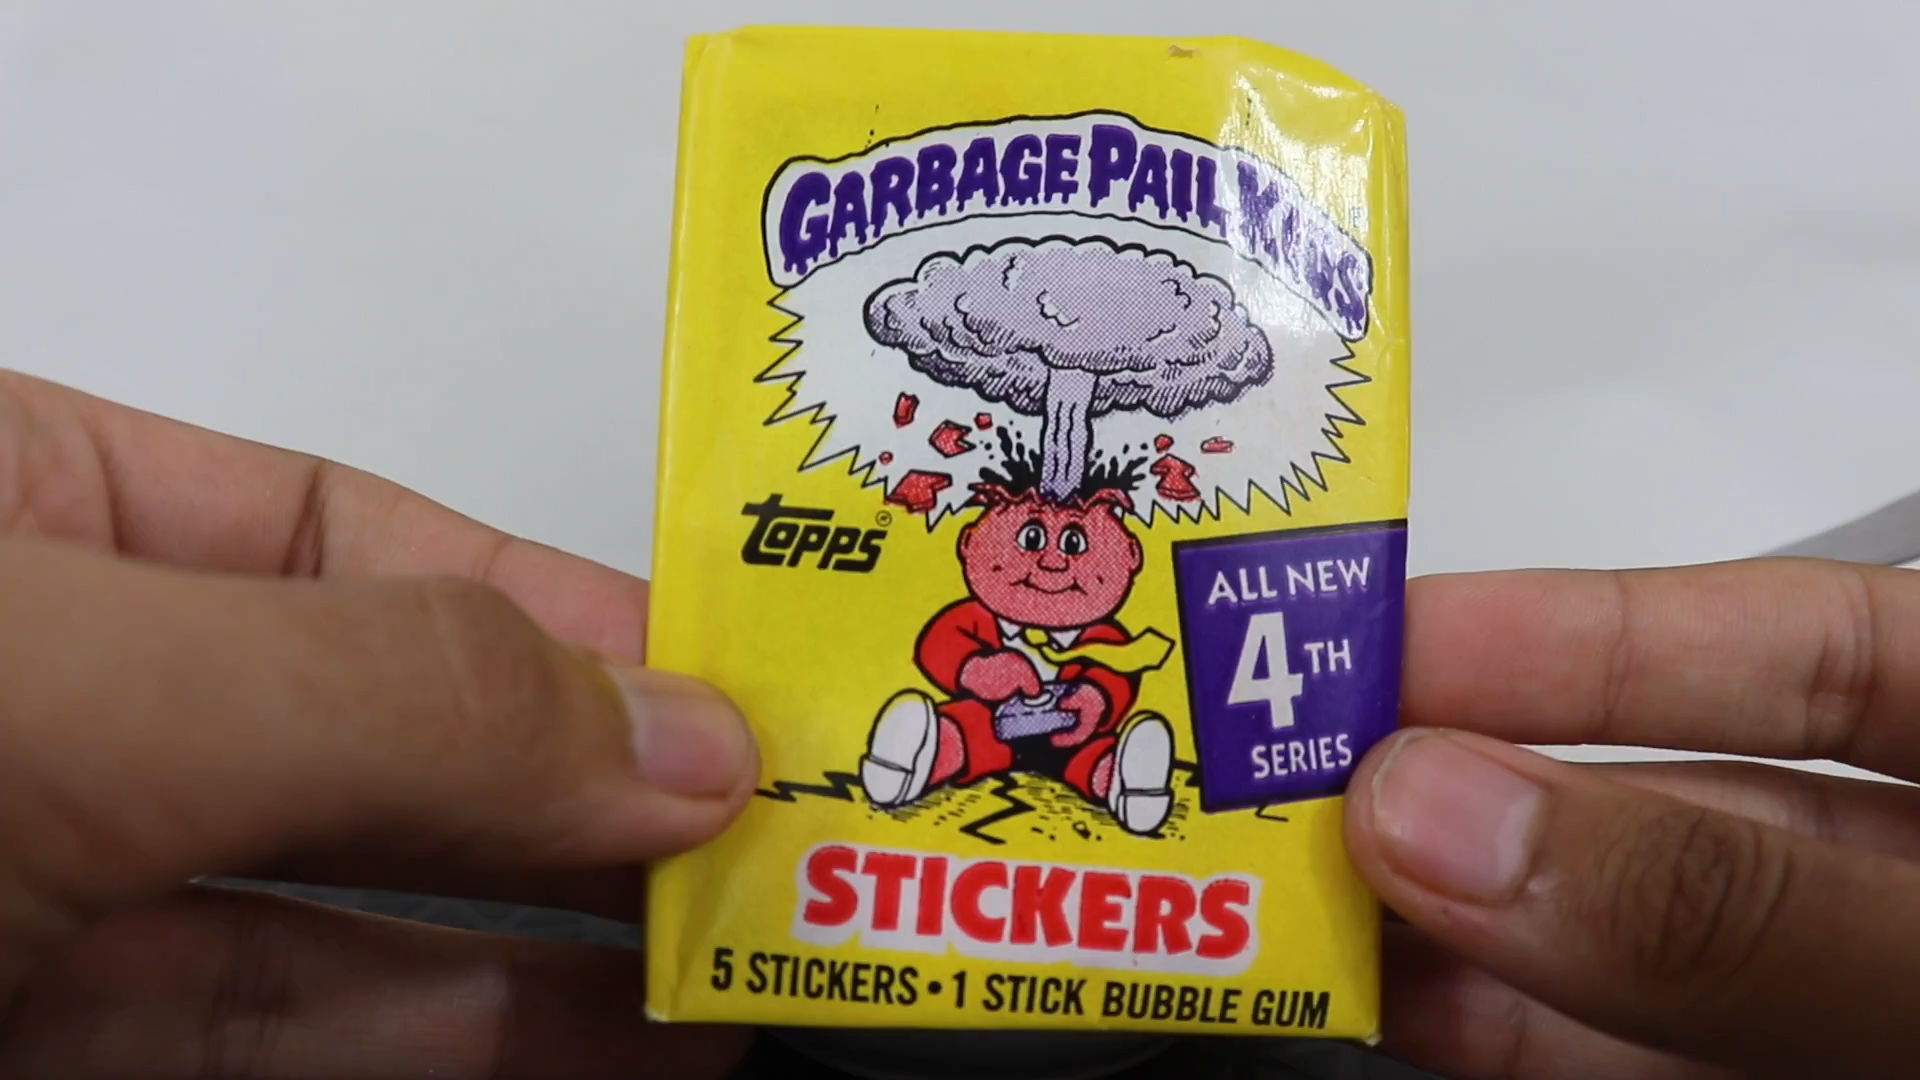 GARBAGE PAIL KIDS
TOPPS®
ALL NEW
4TH
SERIES
STICKERS
5 STICKERS • 1 STICK BUBBLE GUM